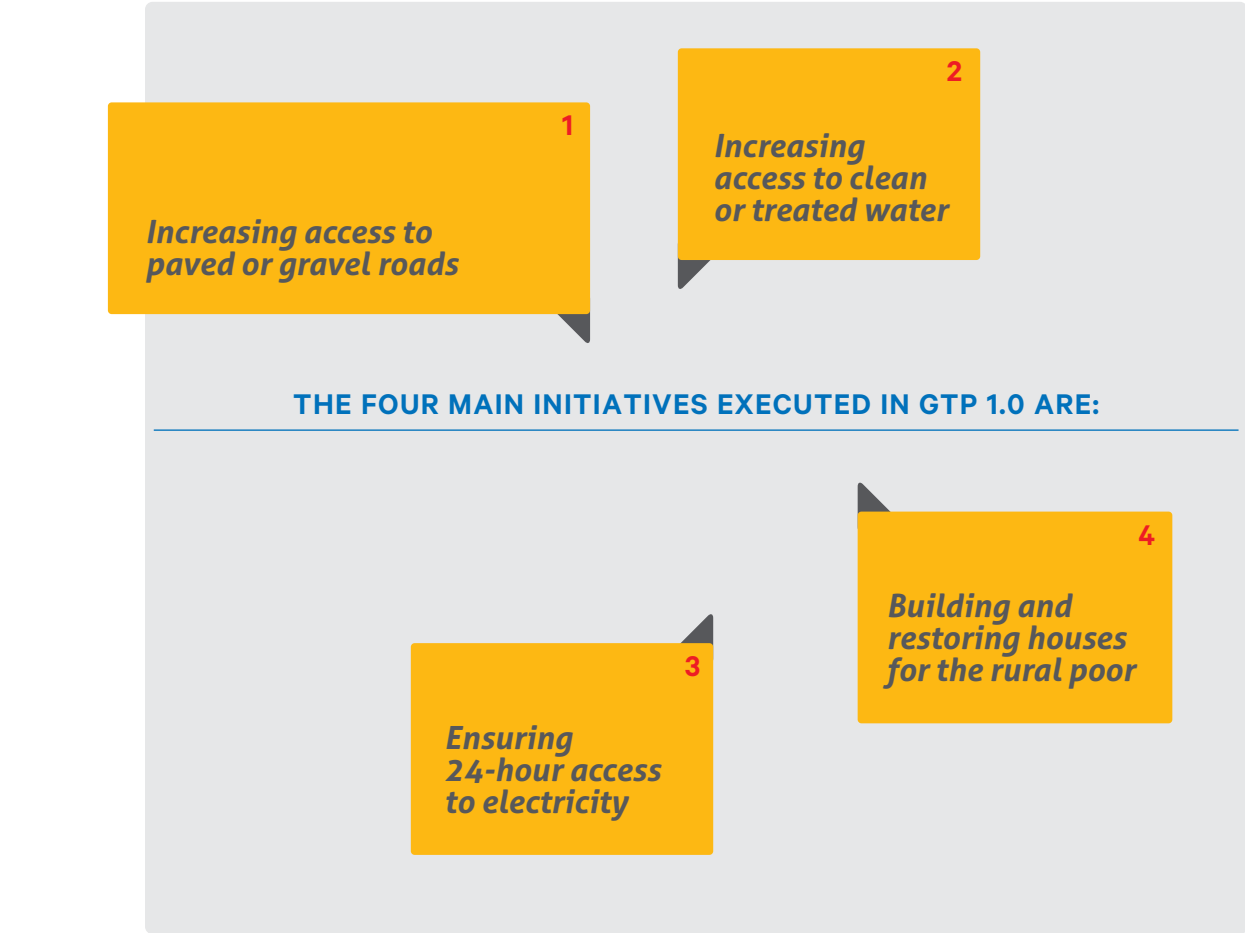 1
Increasing access to
paved or gravel roads
2
Increasing
access to clean
or treated water
THE FOUR MAIN INITIATIVES EXECUTED IN GTP 1.0 ARE:
3
Ensuring
24-hour access
to electricity
4
Building and
restoring houses
for the rural poor